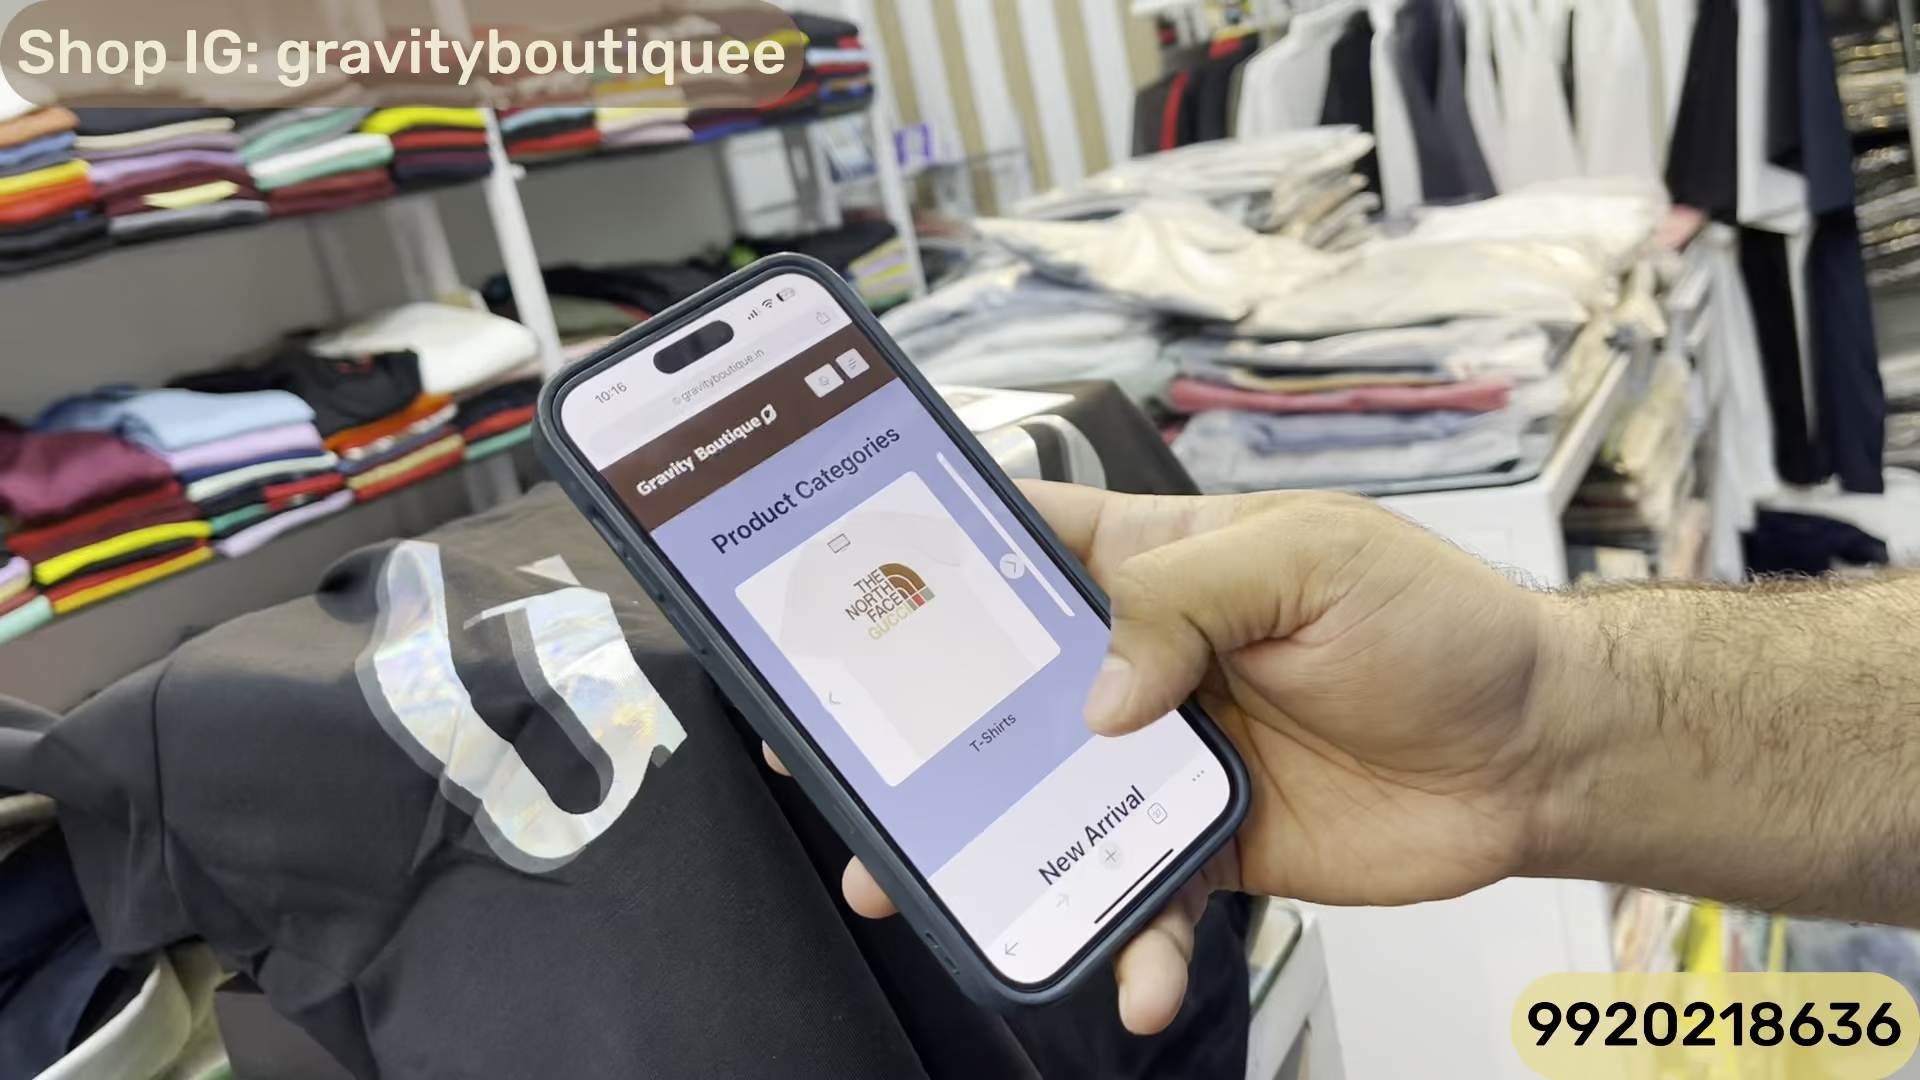 Shop IG: gravityboutiquee
10:16
gravityboutique.in
Gravity Boutique
Product Categories
THE
NORTH
FACE
GUCCI
T-Shirts
New Arrival
9920218636